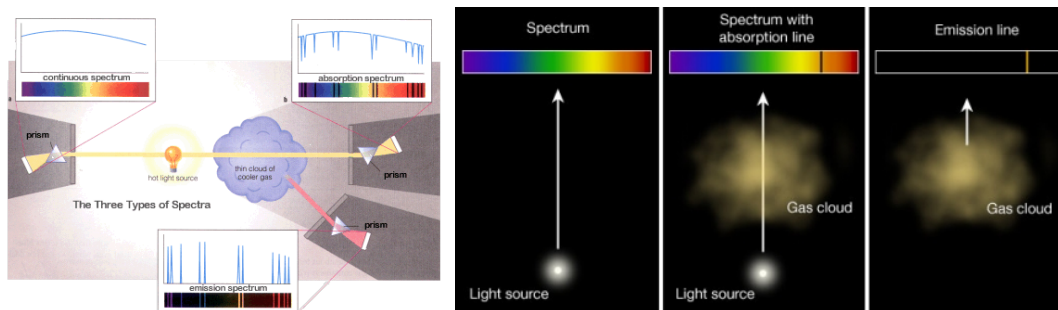 continuous spectrum
absorption spectrum
a
b
prism
hot light source
thin cloud of
cooler gas
prism
The Three Types of Spectra
prism
emission spectrum
Spectrum
Light source
Spectrum with
absorption line
Gas cloud
Light source
Emission line
Gas cloud